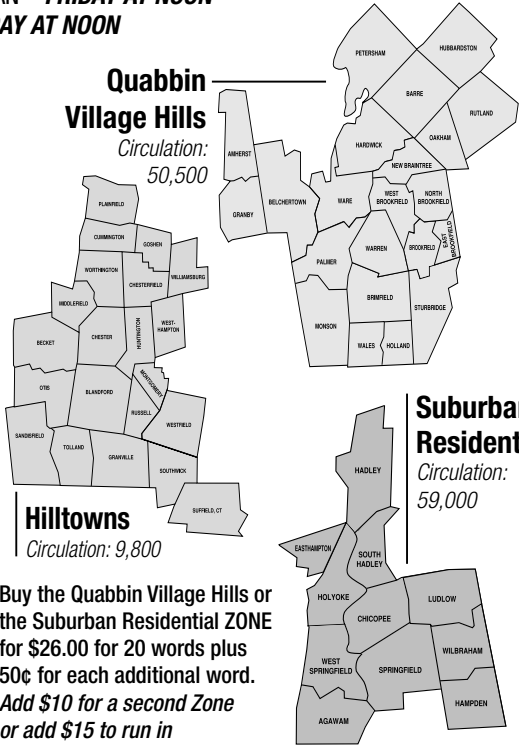 AN – FRIDAY AT NOON
DAY AT NOON
Quabbin
Village Hills
Circulation:
50,500
PETERSHAM
HUBBARDSTON
BARRE
RUTLAND
OAKHAM
HARDWICK
NEW BRAINTREE
AMHERST
GRANBY
BELCHERTOWN
WARE
WEST
BROOKFIELD
NORTH
BROOKFIELD
EAST
BROOKFIELD
BROOKFIELD
WARREN
PALMER
BRIMFIELD
STURBRIDGE
MONSON
WALES
HOLLAND
PLAINFIELD
CUMMINGTON
GOSHEN
WORTHINGTON
CHESTERFIELD
WILLIAMSBURG
MIDDLEFIELD
WEST-
HAMPTON
HUNTINGTON
CHESTER
BECKET
MONTGOMERY
OTIS
BLANDFORD
RUSSELL
WESTFIELD
SANDISFIELD
TOLLAND
GRANVILLE
SOUTHWICK
SUFFIELD, CT
Hilltowns
Circulation: 9,800
Suburban
Resident
Circulation:
59,000
HADLEY
EASTHAMPTON
SOUTH
HADLEY
HOLYOKE
CHICOPEE
LUDLOW
WEST
SPRINGFIELD
SPRINGFIELD
WILBRAHAM
AGAWAM
HAMPDEN
Buy the Quabbin Village Hills or
the Suburban Residential ZONE
for $26.00 for 20 words plus
50¢ for each additional word.
Add $10 for a second Zone
or add $15 to run in